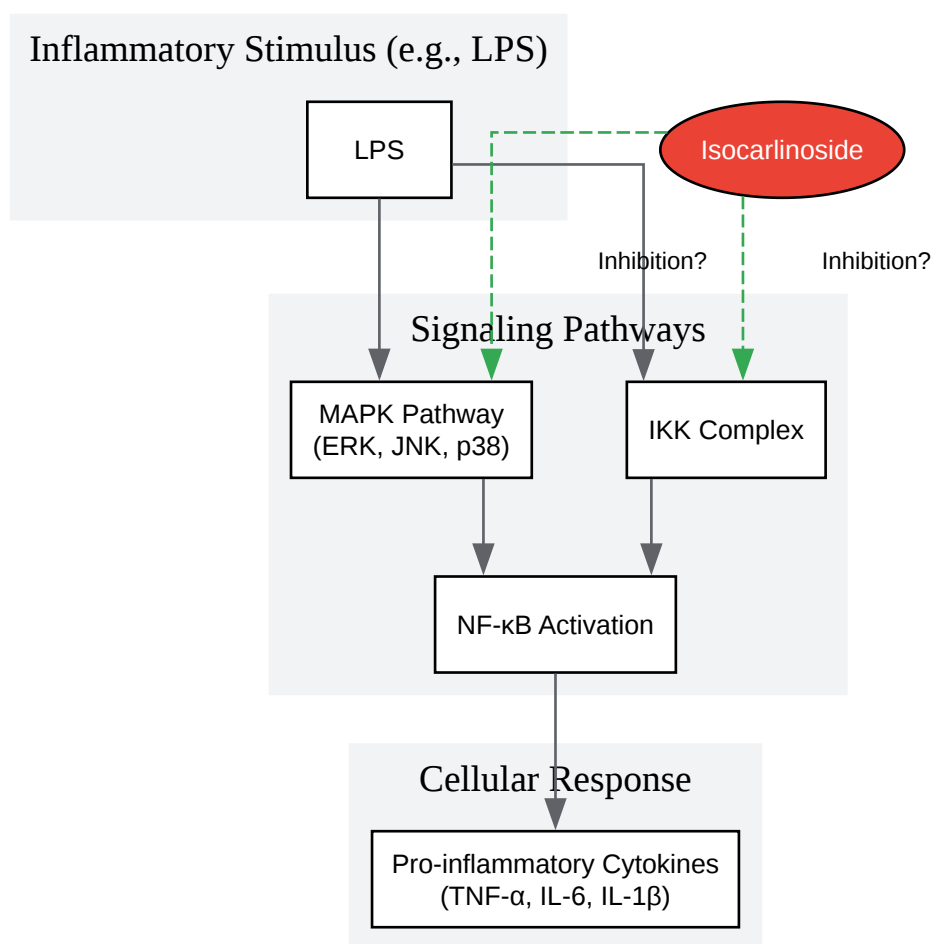 Inflammatory Stimulus (e.g., LPS)
LPS
Isocarlinoside
Inhibition?
Inhibition?
Signaling Pathways
MAPK Pathway
(ERK, JNK, p38)
IKK Complex
NF-κB Activation
Cellular Response
Pro-inflammatory Cytokines
(TNF-α, IL-6, IL-1β)